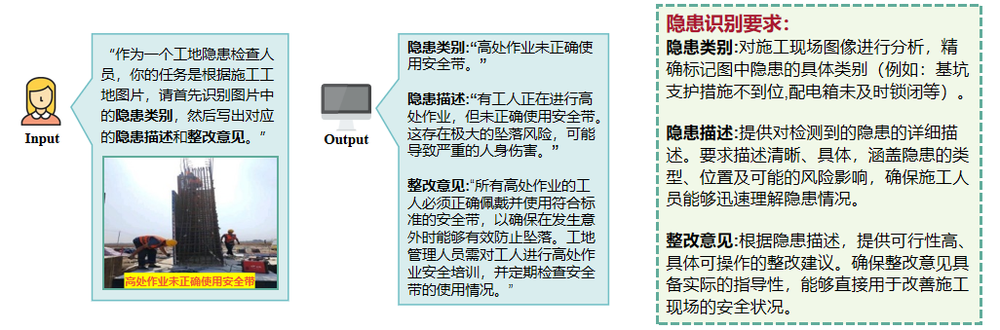 “作为一个工地隐患检查人
员，你的任务是根据施工工
地图片，请首先识别图片中
的隐患类别，然后写出对应
的隐患描述和整改意见。”
Input
高处作业未正确使用安全带
隐患类别:“高处作业未正确使
用安全带。”
隐患描述:“有工人正在进行高
处作业，但未正确使用安全带。
这存在极大的坠落风险，可能
导致严重的人身伤害。”
整改意见:“所有高处作业的工
人必须正确佩戴并使用符合标
准的安全带，以确保在发生意
外时能够有效防止坠落。工地
管理人员需对工人进行高处作
业安全培训，并定期检查安全
带的使用情况。”
Output
隐患识别要求:
隐患类别:对施工现场图像进行分析，精
确标记图中隐患的具体类别（例如：基坑
支护措施不到位,配电箱未及时锁闭等）。
隐患描述:提供对检测到的隐患的详细描
述。要求描述清晰、具体，涵盖隐患的类
型、位置及可能的风险影响，确保施工人
员能够迅速理解隐患情况。
整改意见:根据隐患描述，提供可行性高、
具体可操作的整改建议。确保整改意见具
备实际的指导性，能够直接用于改善施工
现场的安全状况。